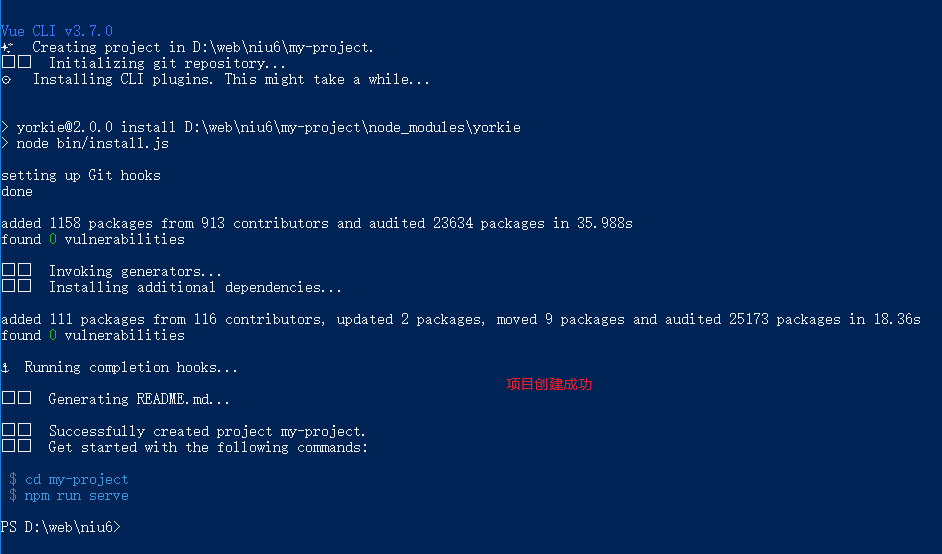 Vue CLI v3.7.0
Creating project in D:\web\niu6\my-project.
Initializing git repository...
Installing CLI plugins. This might take a while...
> yorkie@2.0.0 install D:\web\niu6\my-project\node_modules\yorkie
> node bin/install.js
setting up Git hooks
done
added 1158 packages from 913 contributors and audited 23634 packages in 35.988s
found 0 vulnerabilities
Invoking generators...
Installing additional dependencies...
added 111 packages from 116 contributors, updated 2 packages, moved 9 packages and audited 25173 packages in 18.36s
found 0 vulnerabilities
Running completion hooks...
项目创建成功
Generating README.md...
Successfully created project my-project.
Get started with the following commands:
$ cd my-project
$ npm run serve
PS D:\web\niu6>